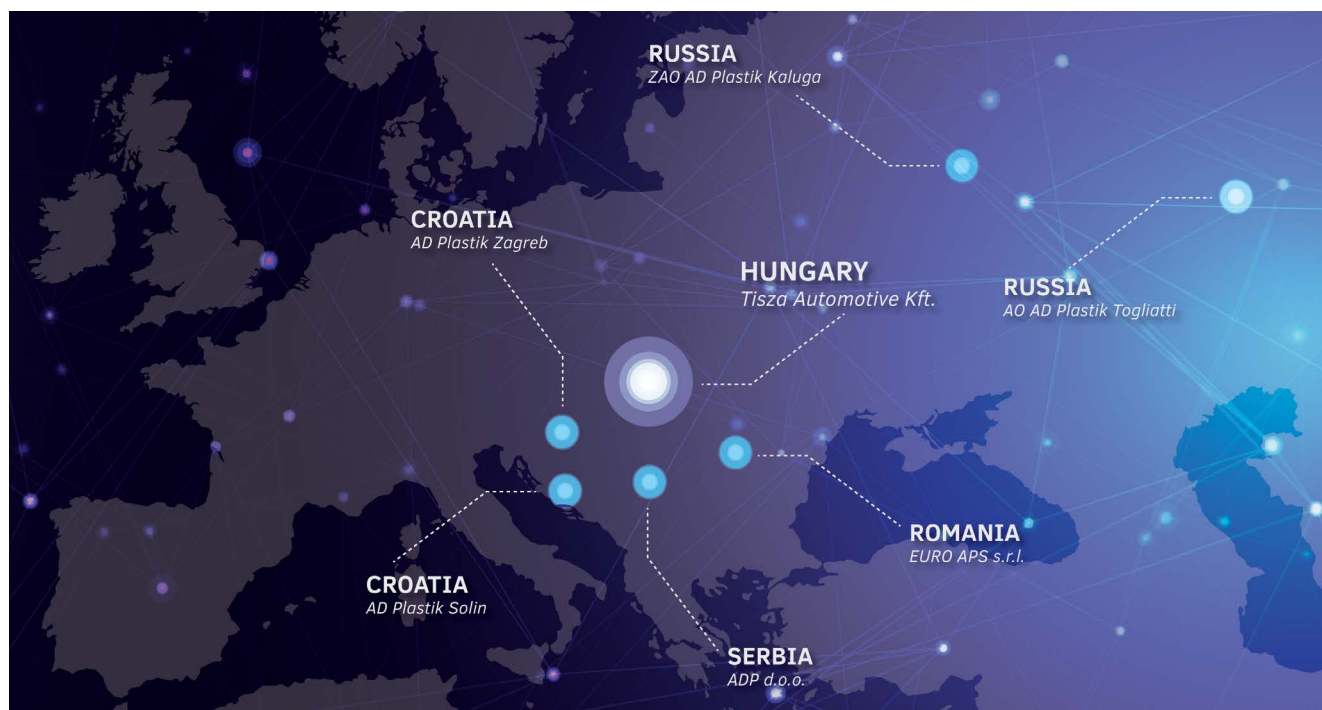 RUSSIA
ZAO AD Plastik Kaluga
CROATIA
AD Plastik Zagreb
HUNGARY
Tisza Automotive Kft.
RUSSIA
AO AD Plastik Togliatti
ROMANIA
EURO APS s.r.l.
CROATIA
AD Plastik Solin
SERBIA
ADP d.o.o.